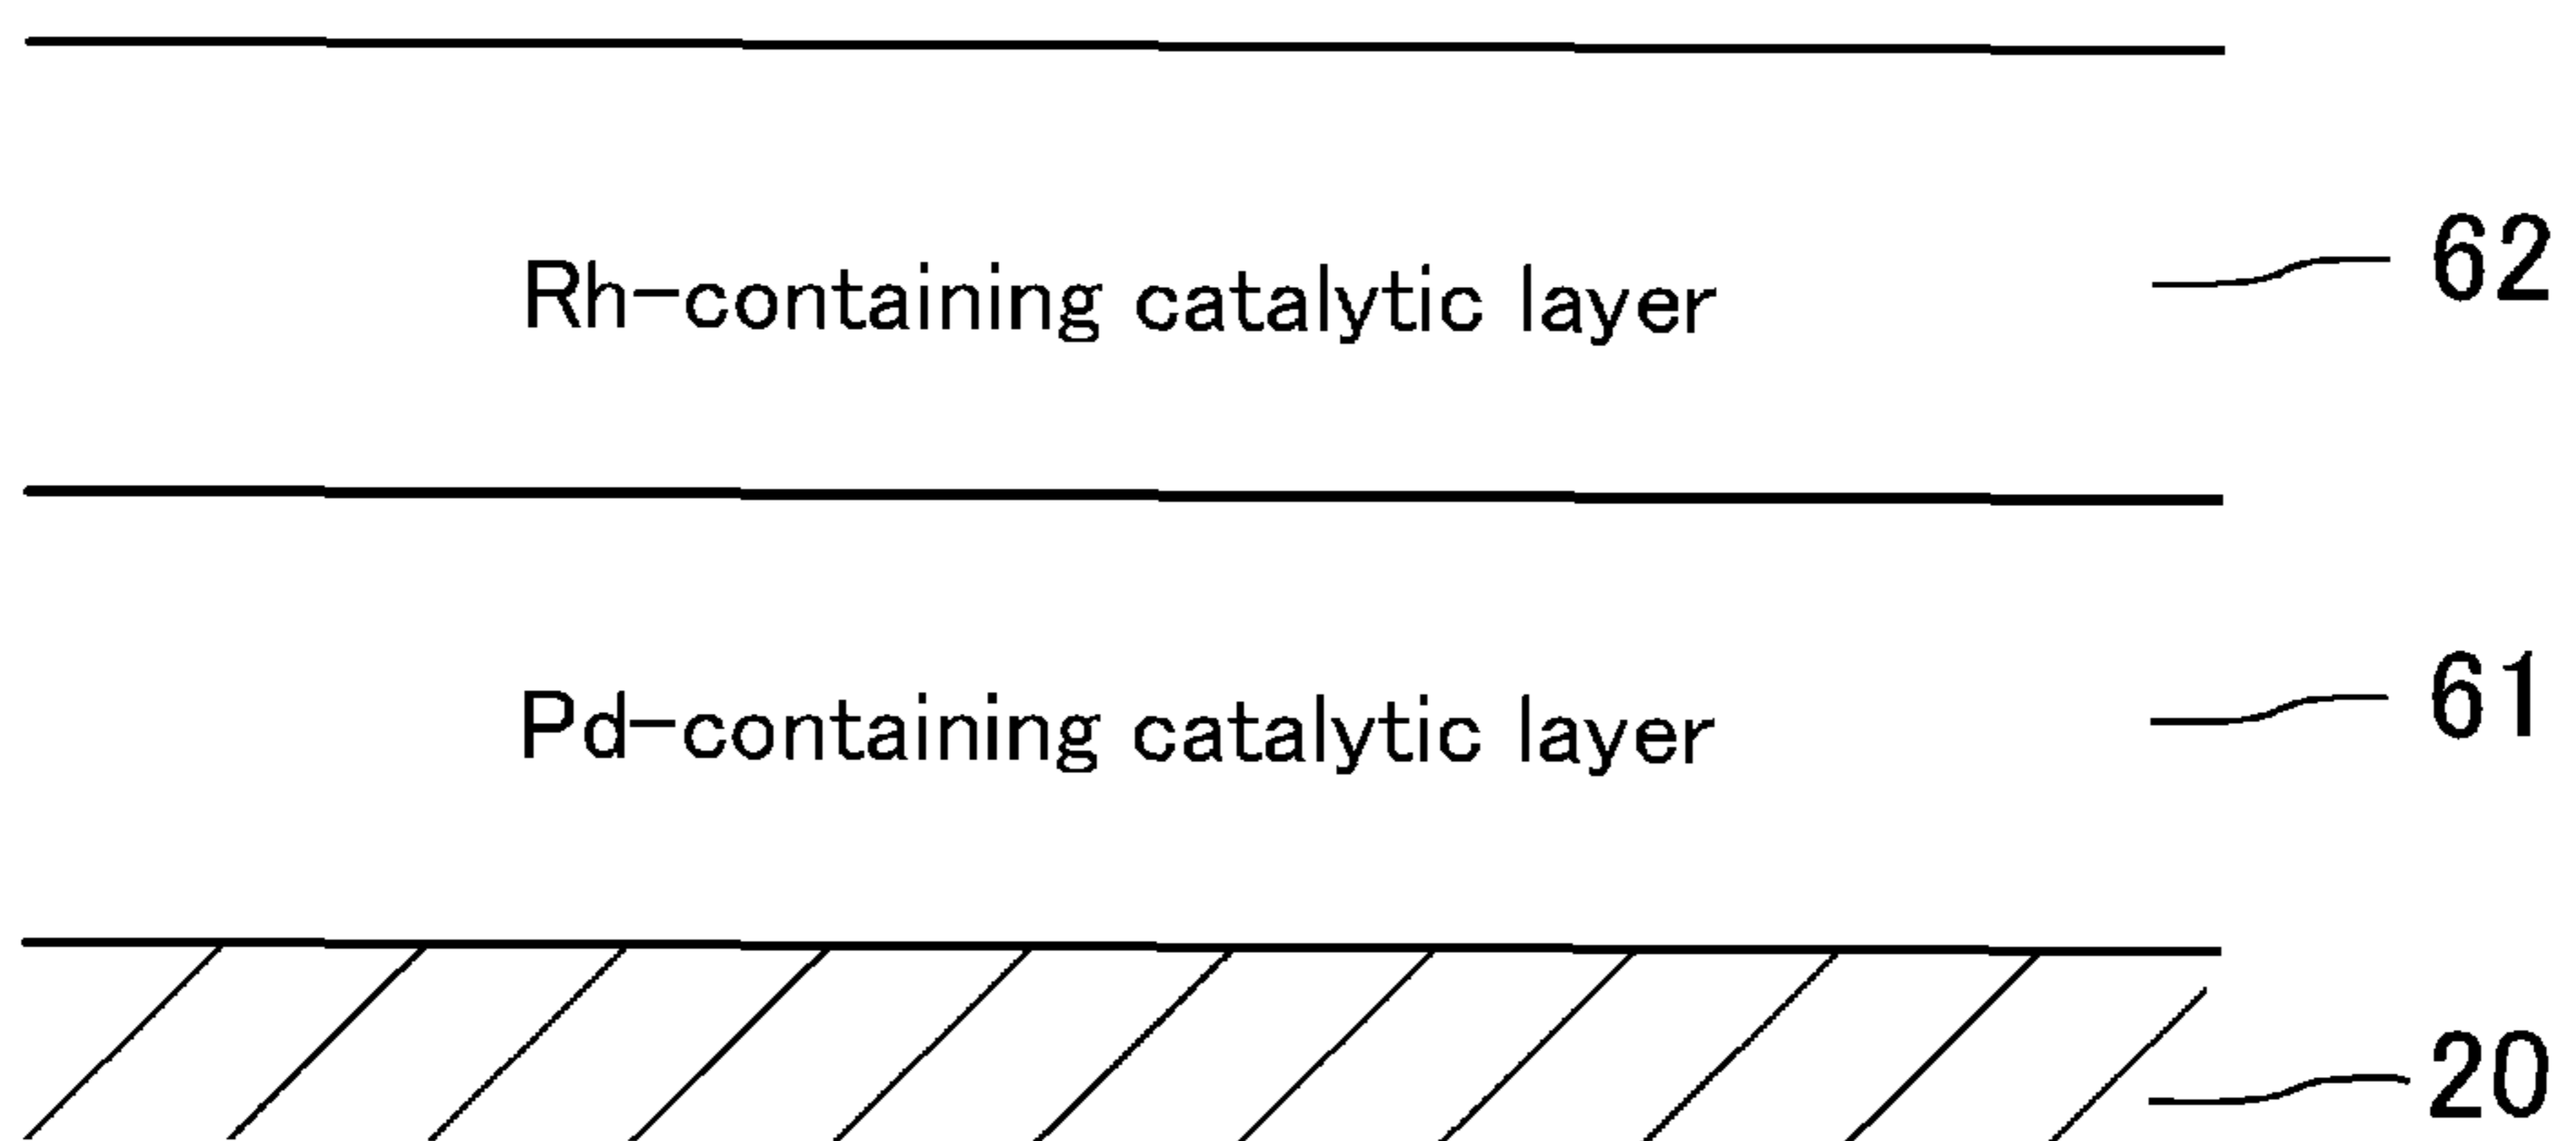 Rh-containing catalytic layer
62
Pd-containing catalytic layer
61
20